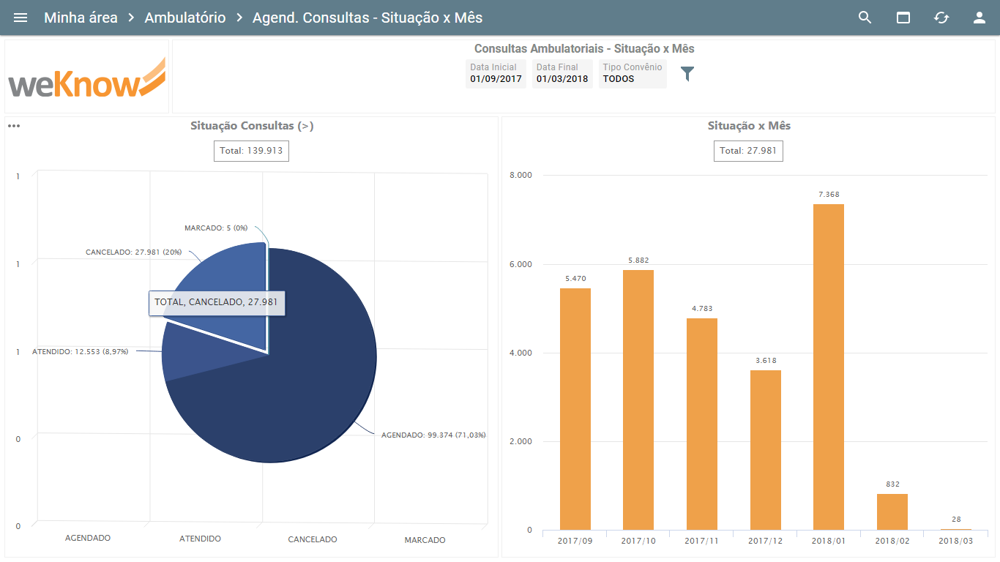 Minha área > Ambulatório > Agend. Consultas - Situação x Mês
weKnow
Consultas Ambulatoriais - Situação x Mês
Data Inicial
01/09/2017
Data Final
01/03/2018
Tipo Convênio
TODOS
Situação Consultas (>)
Total: 139.913
1
1
1
0
0
MARCADO: 5 (0%)
CANCELADO: 27.981 (20%)
TOTAL, CANCELADO, 27.981
ATENDIDO: 12.553 (8,97%)
AGENDADO: 99.374 (71,03%)
AGENDADO
ATENDIDO
CANCELADO
MARCADO
Situação x Mês
Total: 27.981
8.000
6.000
4.000
2.000
0
5.470
5.882
4.783
3.618
7.368
832
28
2017/09
2017/10
2017/11
2017/12
2018/01
2018/02
2018/03